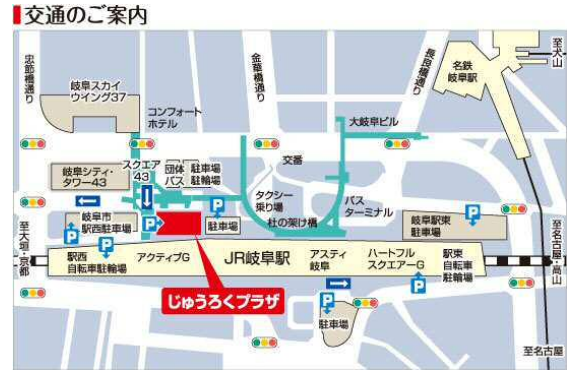 交通のご案内
忠節橋通り
金華橋通り
長良橋通り
至犬山
名鉄
岐阜駅
岐阜スカイ
ウイング37
コンフォート
ホテル
大岐阜ビル
交番
岐阜シティ・
タワー43
スクエア
43
団体
バス
駐車場
駐輪場
タクシー
乗り場
バス
ターミナル
杜の架け橋
岐阜市
駅西駐車場
P
P
P
P
駐車場
岐阜駅東
駐車場
P
至大垣・京都
駅西
自転車駐輪場
アクティブG
JR岐阜駅
アスティ
岐阜
ハートフル
スクエアーG
P
駅東
自転車
駐輪場
至名古屋・高山
じゅうろくプラザ
P
駐車場
至名古屋